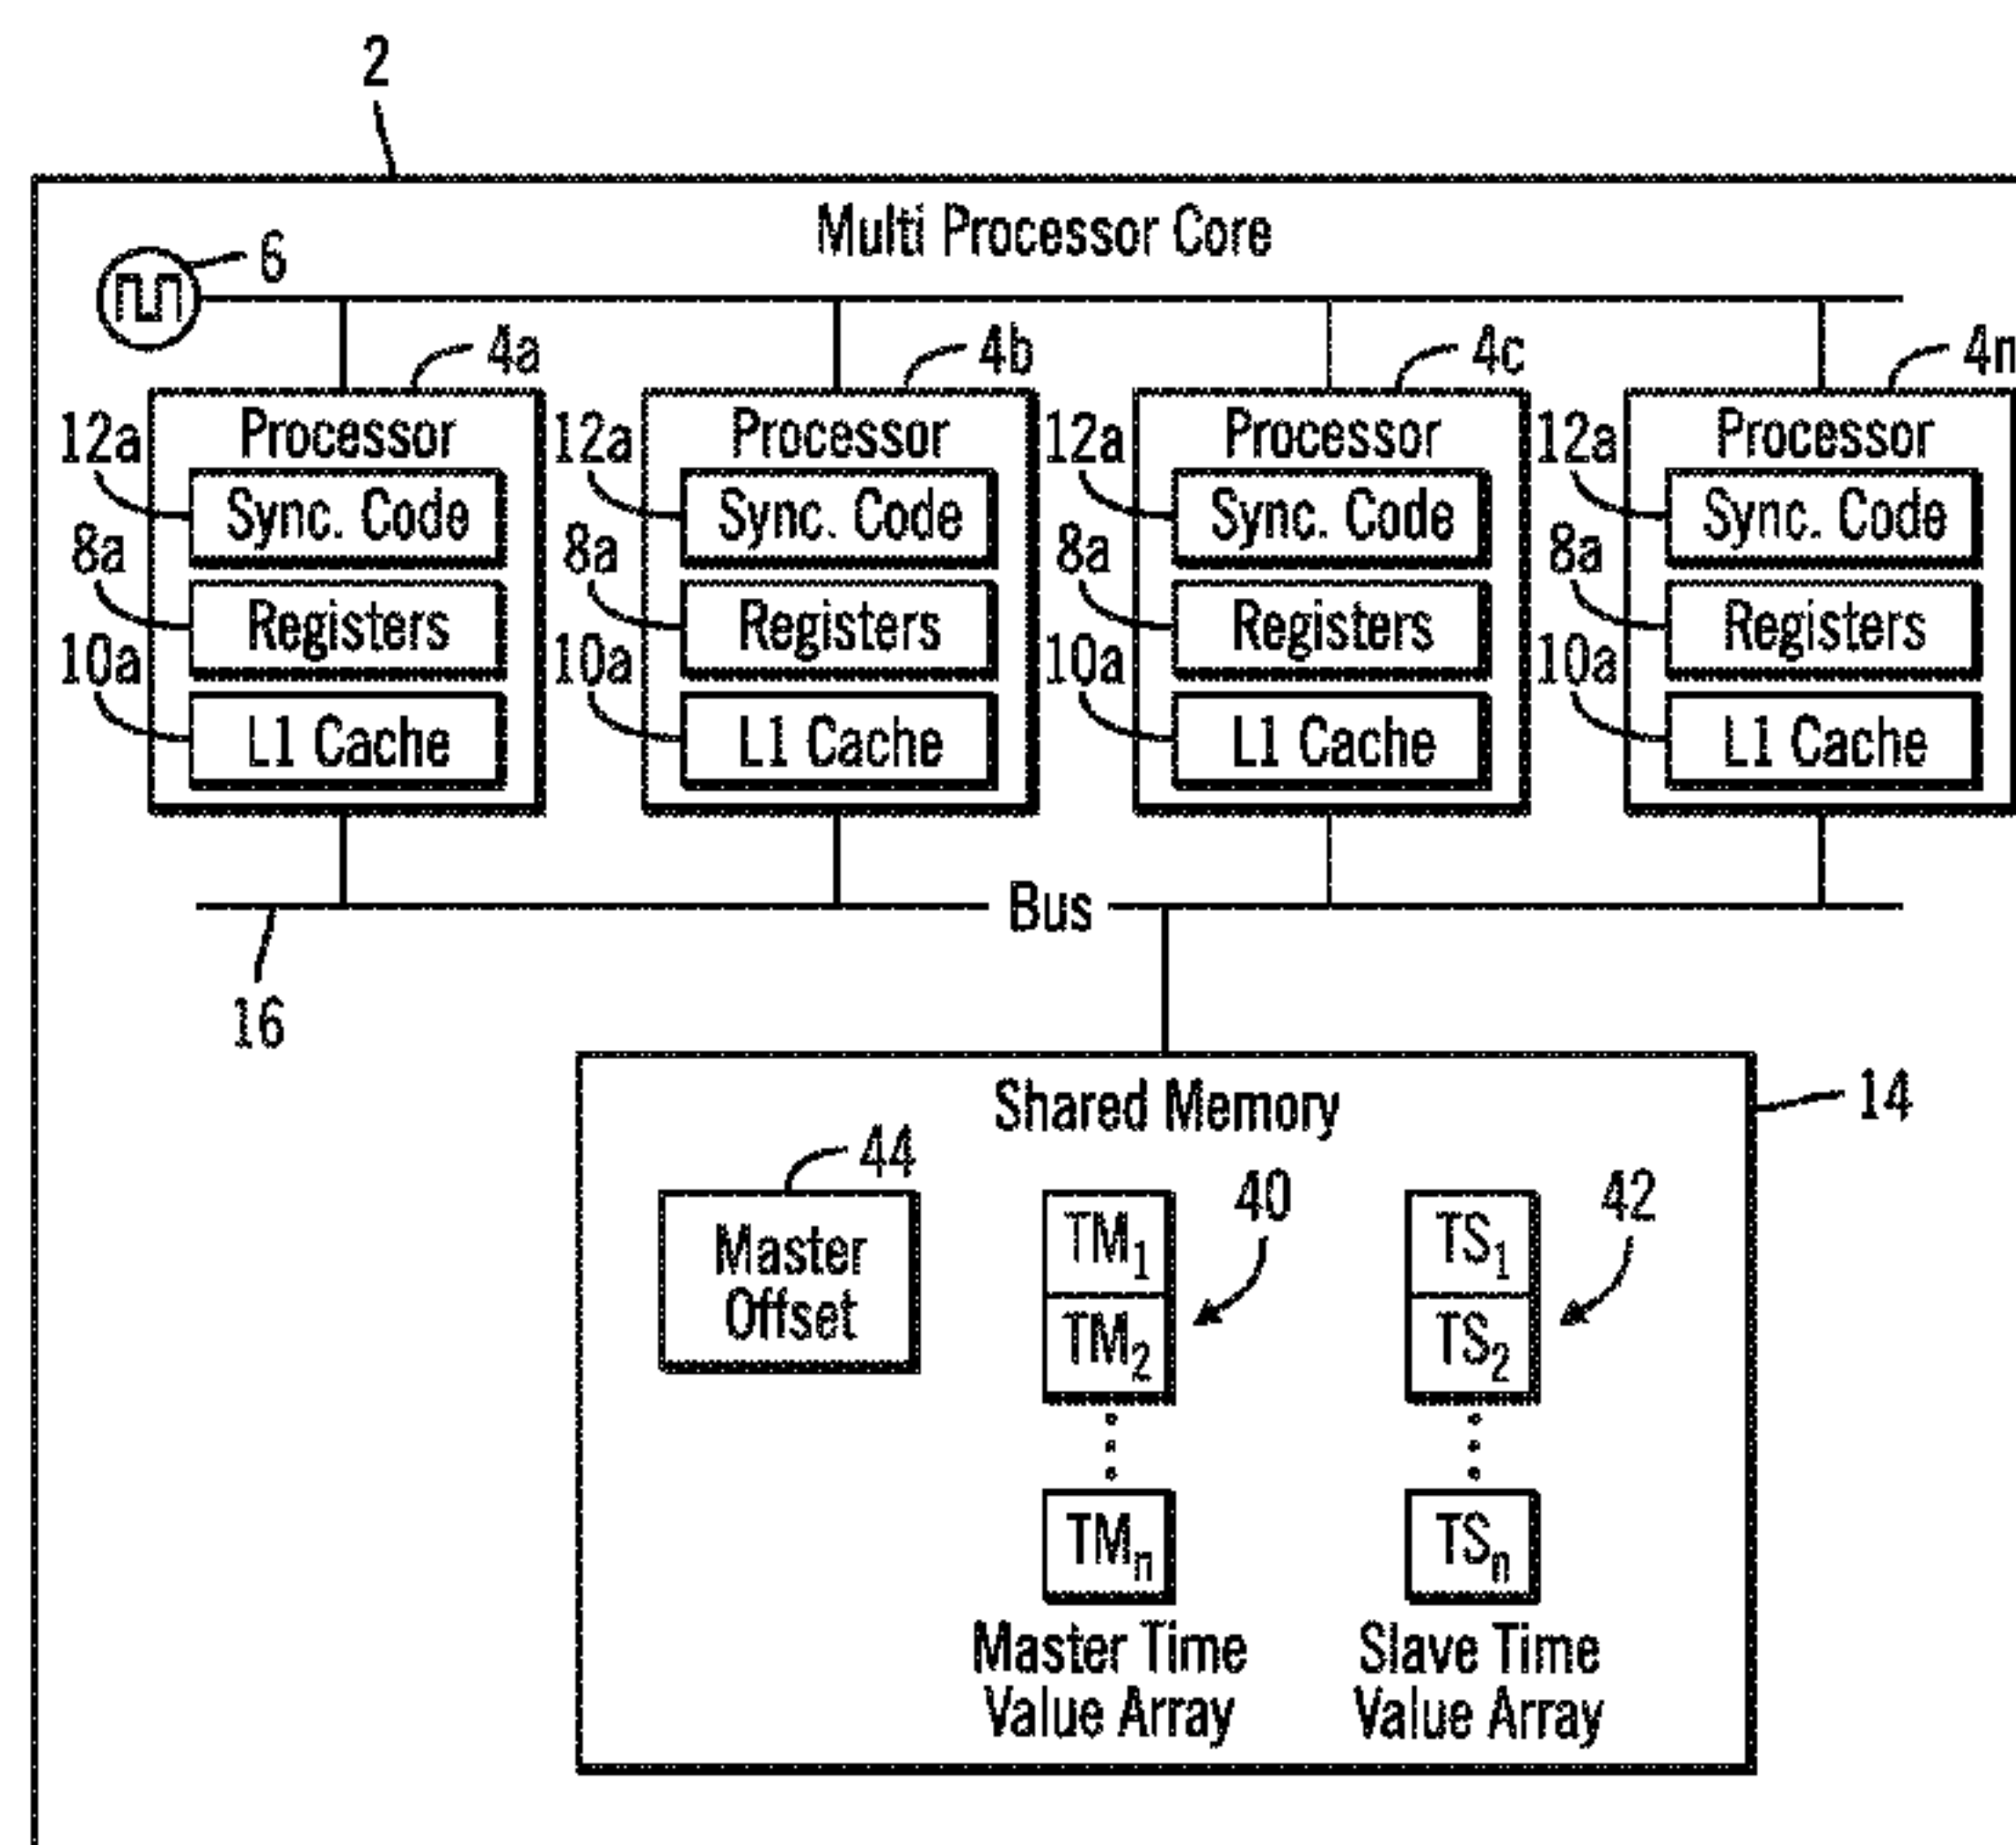 2
Multi Processor Core
6
4a 4b 4c 4n
Processor Processor Processor Processor
12a 12a 12a 12a
Sync. Code Sync. Code Sync. Code Sync. Code
8a 8a 8a 8a
Registers Registers Registers Registers
10a 10a 10a 10a
L1 Cache L1 Cache L1 Cache L1 Cache
Bus
16
Shared Memory
14
44
40
42
Master
Offset
TM1 TS1
TM2 TS2
TMn TSn
Master Time
Value Array
Slave Time
Value Array